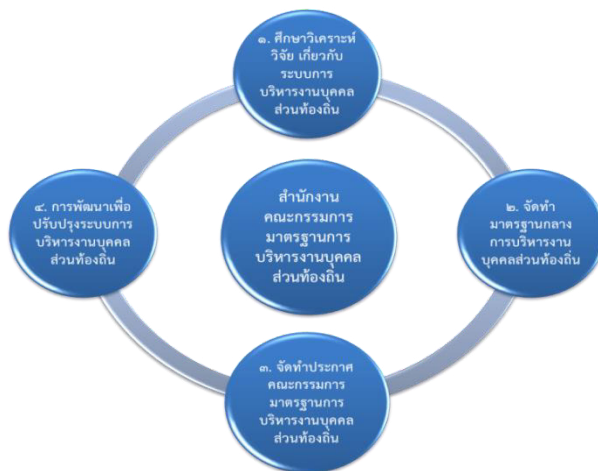 ๑. ศึกษาวิเคราะห์
วิจัย เกี่ยวกับ
ระบบการ
บริหารงานบุคคล
ส่วนท้องถิ่น
สำนักงาน
คณะกรรมการ
มาตรฐานการ
บริหารงานบุคคล
ส่วนท้องถิ่น
๒. จัดทำ
มาตรฐานกลาง
การบริหารงาน
บุคคลส่วนท้องถิ่น
๓. จัดทำประกาศ
คณะกรรมการ
มาตรฐานการ
บริหารงานบุคคล
ส่วนท้องถิ่น
๔. การพัฒนาเพื่อ
ปรับปรุงระบบการ
บริหารงานบุคคล
ส่วนท้องถิ่น